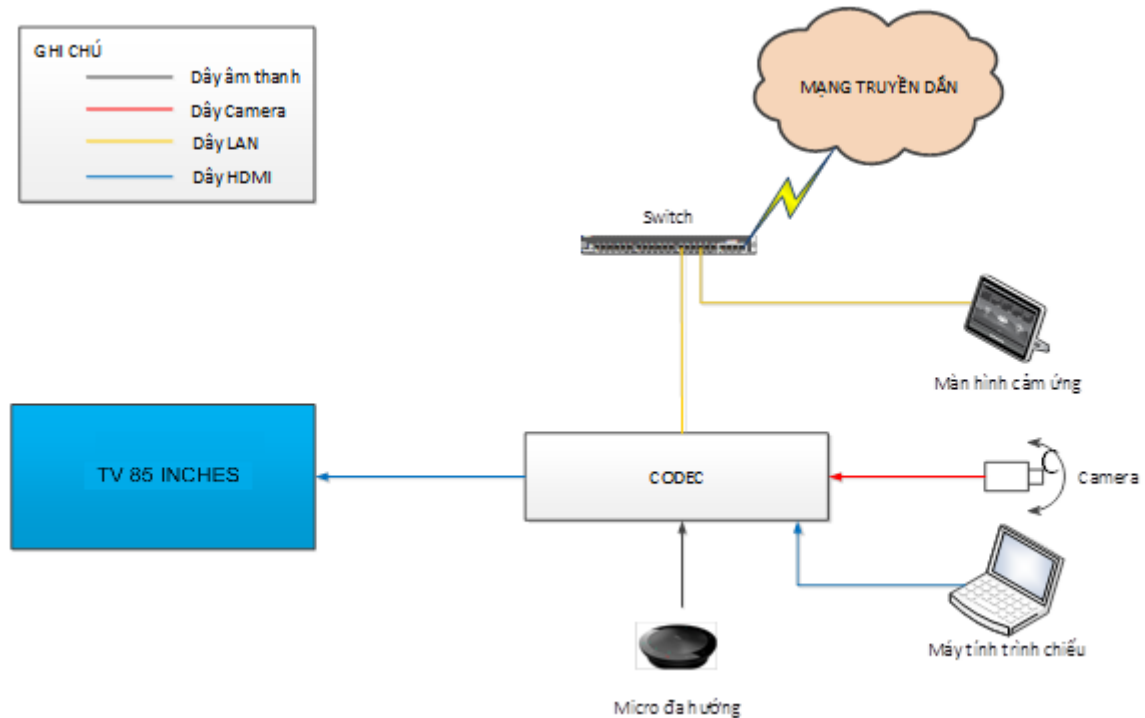 GHI CHÚ
Dây âm thanh
Dây Camera
Dây LAN
Dây HDMI
MẠNG TRUYỀN DẪN
Switch
Màn hình cảm ứng
TV 85 INCHES
CODEC
Camera
Máy tính trình chiếu
Micro đa hướng